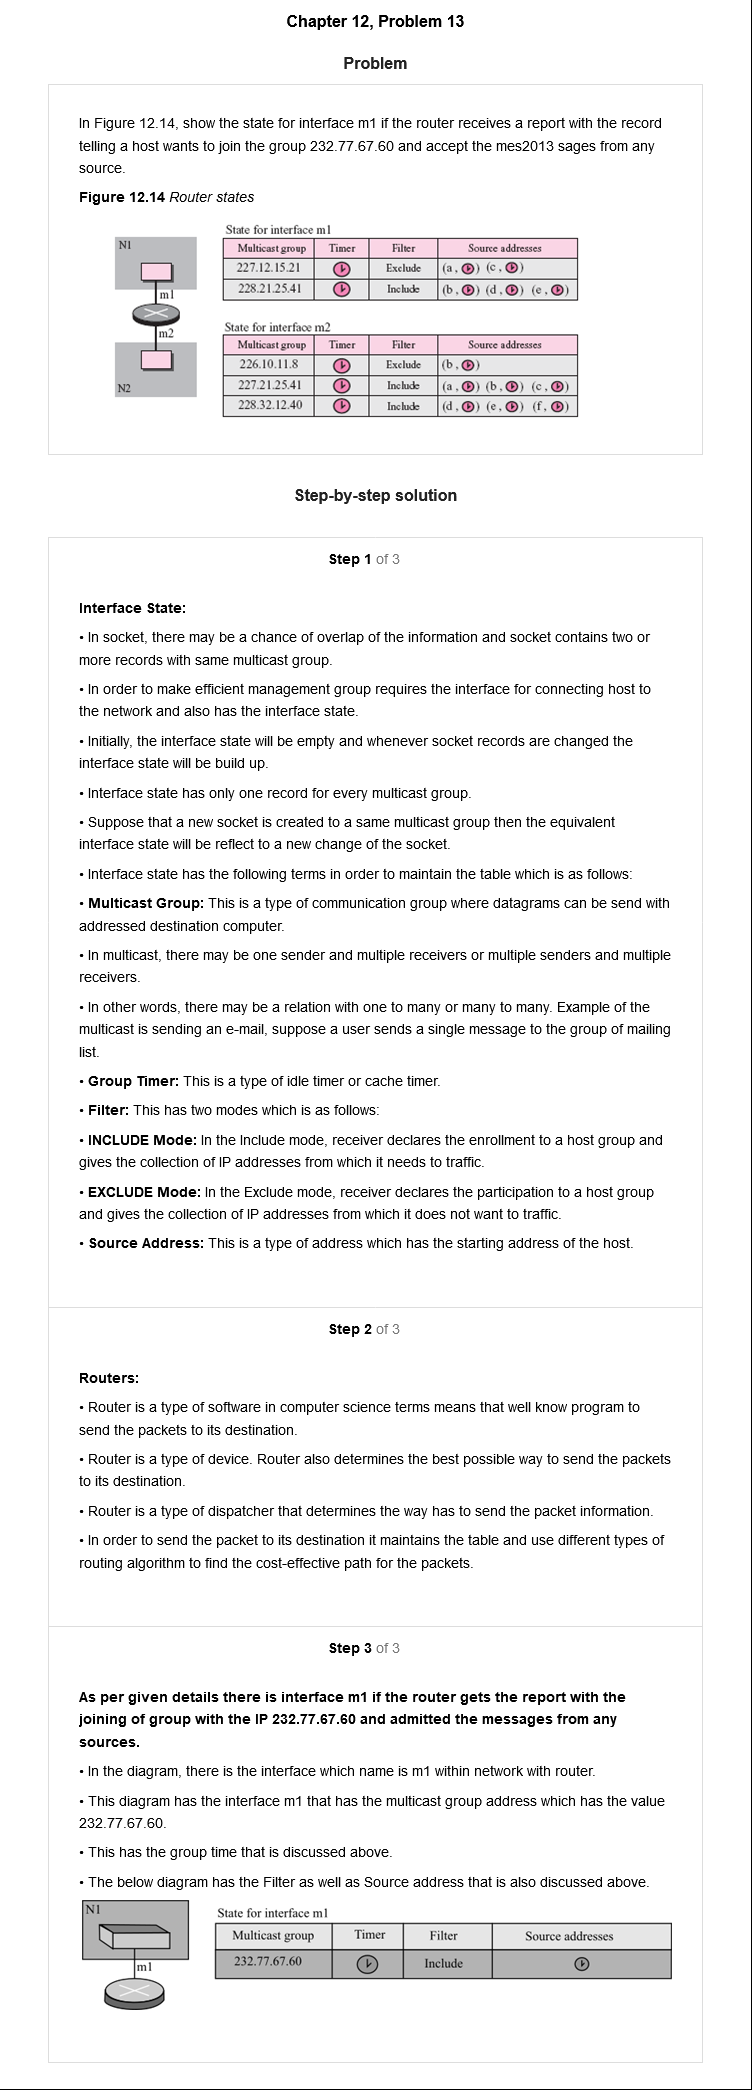 Chapter 12, Problem 13
Problem
In Figure 12.14, show the state for interface m1 if the router receives a report with the record
telling a host wants to join the group 232.77.67.60 and accept the mes2013 sages from any
source.
Figure 12.14 Router states
N1
m1
m2
N2
State for interface m1
Multicast group Timer Filter Source addresses
227.12.15.21 Exclude (a, ) (c, )
228.21.25.41 Include (b, ) (d, ) (e, )
State for interface m2
Multicast group Timer Filter Source addresses
226.10.11.8 Exclude (b, )
227.21.25.41 Include (a, ) (b, ) (c, )
228.32.12.40 Include (d, ) (e, ) (f, )
Step-by-step solution
Step 1 of 3
Interface State:
• In socket, there may be a chance of overlap of the information and socket contains two or
more records with same multicast group.
• In order to make efficient management group requires the interface for connecting host to
the network and also has the interface state.
• Initially, the interface state will be empty and whenever socket records are changed the
interface state will be build up.
• Interface state has only one record for every multicast group.
• Suppose that a new socket is created to a same multicast group then the equivalent
interface state will be reflect to a new change of the socket.
• Interface state has the following terms in order to maintain the table which is as follows:
• Multicast Group: This is a type of communication group where datagrams can be send with
addressed destination computer.
• In multicast, there may be one sender and multiple receivers or multiple senders and multiple
receivers.
• In other words, there may be a relation with one to many or many to many. Example of the
multicast is sending an e-mail, suppose a user sends a single message to the group of mailing
list.
• Group Timer: This is a type of idle timer or cache timer.
• Filter: This has two modes which is as follows:
• INCLUDE Mode: In the Include mode, receiver declares the enrollment to a host group and
gives the collection of IP addresses from which it needs to traffic.
• EXCLUDE Mode: In the Exclude mode, receiver declares the participation to a host group
and gives the collection of IP addresses from which it does not want to traffic.
• Source Address: This is a type of address which has the starting address of the host.
Step 2 of 3
Routers:
• Router is a type of software in computer science terms means that well know program to
send the packets to its destination.
• Router is a type of device. Router also determines the best possible way to send the packets
to its destination.
• Router is a type of dispatcher that determines the way has to send the packet information.
• In order to send the packet to its destination it maintains the table and use different types of
routing algorithm to find the cost-effective path for the packets.
Step 3 of 3
As per given details there is interface m1 if the router gets the report with the
joining of group with the IP 232.77.67.60 and admitted the messages from any
sources.
• In the diagram, there is the interface which name is m1 within network with router.
• This diagram has the interface m1 that has the multicast group address which has the value
232.77.67.60.
• This has the group time that is discussed above.
• The below diagram has the Filter as well as Source address that is also discussed above.
N1
m1
State for interface m1
Multicast group Timer Filter Source addresses
232.77.67.60 Include